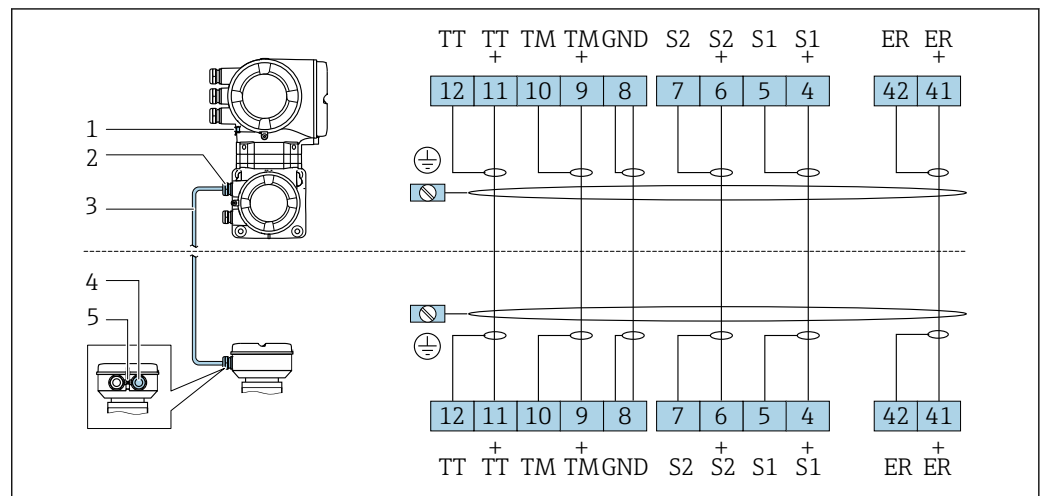 TT TT TM TM GND S2 S2 S1 S1 ER ER
+ + + + +
12 11 10 9 8 7 6 5 4 42 41
1
2
3
4
5
12 11 10 9 8 7 6 5 4 42 41
+ + + + +
TT TT TM TM GND S2 S2 S1 S1 ER ER